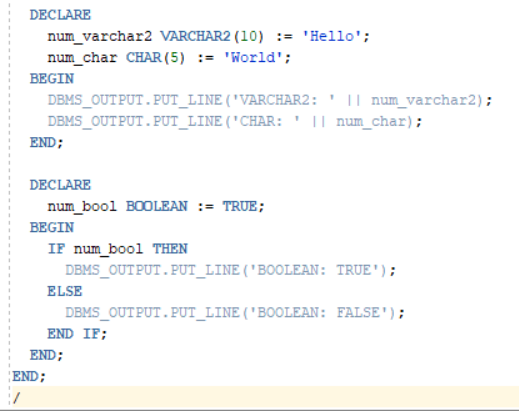 DECLARE
num_varchar2 VARCHAR2(10) := 'Hello';
num_char CHAR(5) := 'World';
BEGIN
DBMS_OUTPUT.PUT_LINE('VARCHAR2: ' || num_varchar2);
DBMS_OUTPUT.PUT_LINE('CHAR: ' || num_char);
END;
DECLARE
num_bool BOOLEAN := TRUE;
BEGIN
IF num_bool THEN
DBMS_OUTPUT.PUT_LINE('BOOLEAN: TRUE');
ELSE
DBMS_OUTPUT.PUT_LINE('BOOLEAN: FALSE');
END IF;
END;
END;
/